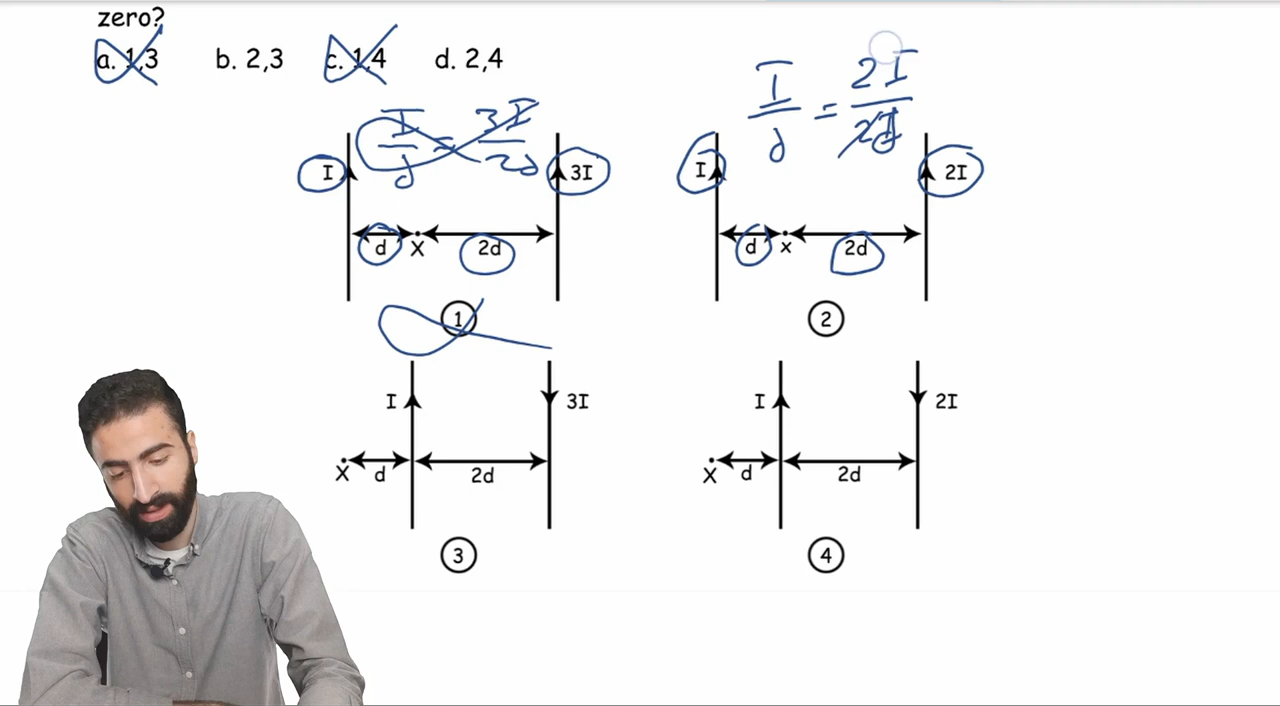 zero?
a. 1,3 b. 2,3 c. 1,4 d. 2,4
I/d = 3I/2d
I/d = 2I/2d
I 3I
I 2I
d X 2d
d x 2d
1
2
I 3I
I 2I
X d 2d
X d 2d
3
4